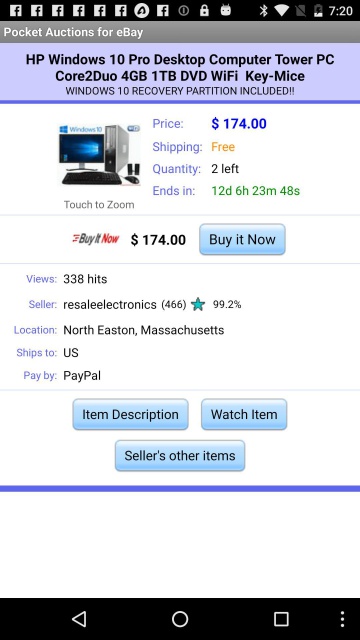 7:20
Pocket Auctions for eBay
HP Windows 10 Pro Desktop Computer Tower PC
Core2Duo 4GB 1TB DVD WiFi Key-Mice
WINDOWS 10 RECOVERY PARTITION INCLUDED!!
Windows 10
Price: $ 174.00
Shipping: Free
Quantity: 2 left
Ends in: 12d 6h 23m 48s
Touch to Zoom
Buy It Now $ 174.00 Buy it Now
Views: 338 hits
Seller: resaleelectronics (466) 99.2%
Location: North Easton, Massachusetts
Ships to: US
Pay by: PayPal
Item Description Watch Item
Seller's other items